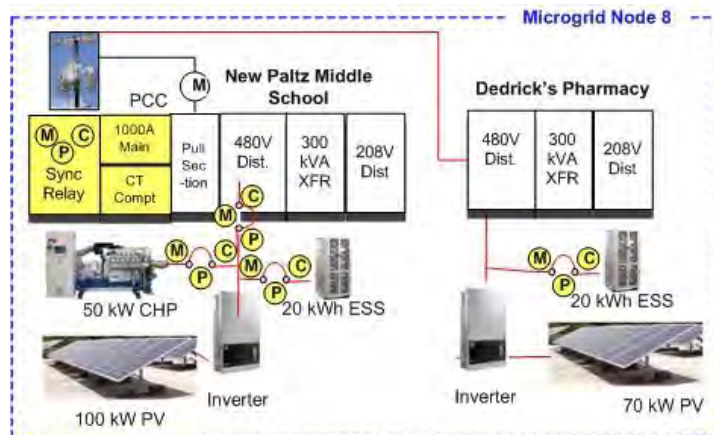 Microgrid Node 8
PCC
M
New Paltz Middle
School
Dedrick's Pharmacy
M
P
C
Sync
Relay
1000A
Main
CT
Compt
Pull
Sec
-tion
480V
Dist.
300
kVA
XFR
208V
Dist
480V
Dist.
300
kVA
XFR
208V
Dist
M
C
P
M
P
C
M
P
C
M
P
C
50 kW CHP
20 kWh ESS
20 kWh ESS
Inverter
100 kW PV
Inverter
70 kW PV